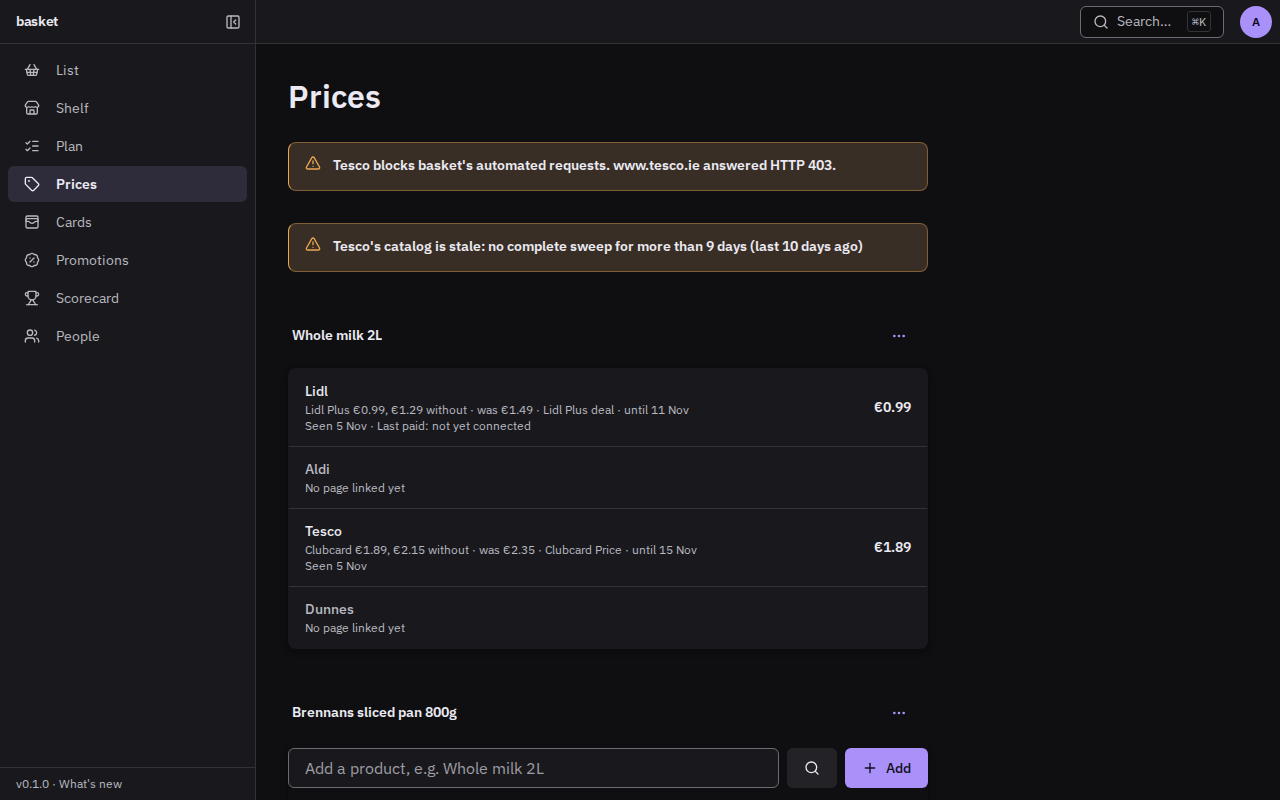 basket
Search...
⌘K
A
List
Shelf
Plan
Prices
Cards
Promotions
Scorecard
People
v0.1.0 · What's new
Prices
Tesco blocks basket's automated requests. www.tesco.ie answered HTTP 403.
Tesco's catalog is stale: no complete sweep for more than 9 days (last 10 days ago)
Whole milk 2L
Lidl
Lidl Plus €0.99, €1.29 without · was €1.49 · Lidl Plus deal · until 11 Nov
Seen 5 Nov · Last paid: not yet connected
€0.99
Aldi
No page linked yet
Tesco
Clubcard €1.89, €2.15 without · was €2.35 · Clubcard Price · until 15 Nov
Seen 5 Nov
€1.89
Dunnes
No page linked yet
Brennans sliced pan 800g
Add a product, e.g. Whole milk 2L
Add